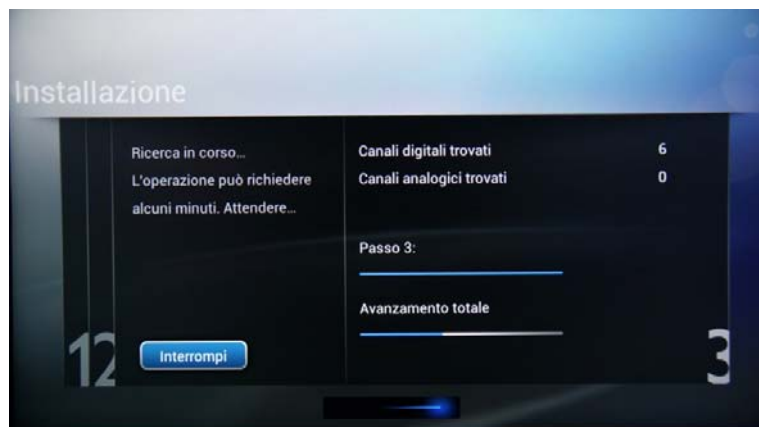 Installazione
Ricerca in corso...
L'operazione può richiedere
alcuni minuti. Attendere...
Canali digitali trovati 6
Canali analogici trovati 0
Passo 3:
Avanzamento totale
Interrompi
12
3